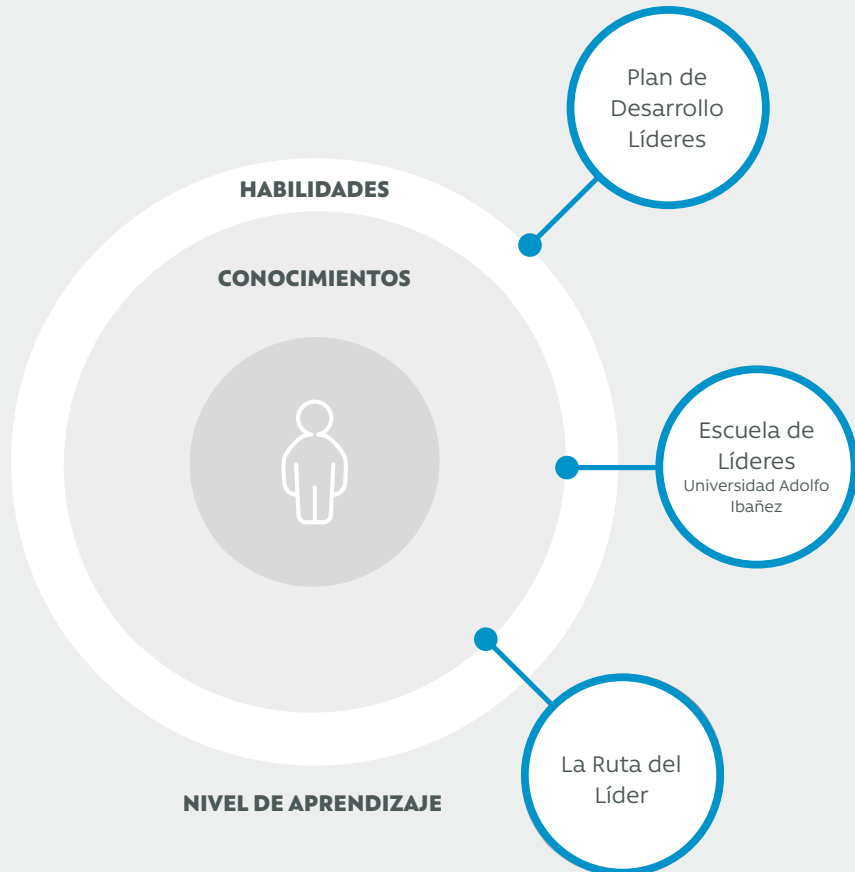 Plan de
Desarrollo
Líderes
HABILIDADES
CONOCIMIENTOS
Escuela de
Líderes
Universidad Adolfo
Ibañez
La Ruta del
Líder
NIVEL DE APRENDIZAJE